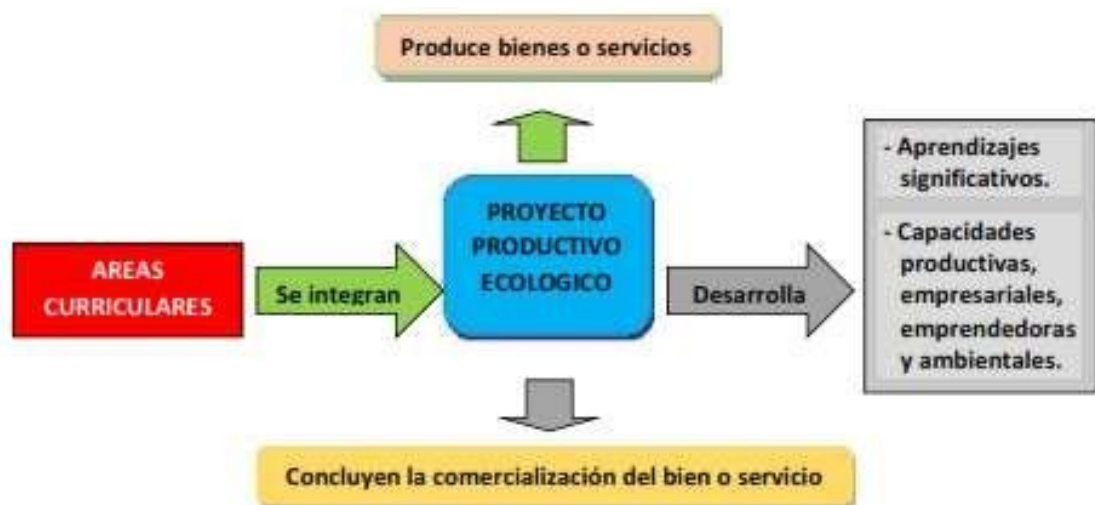 Produce bienes o servicios
AREAS
CURRICULARES
Se integran
PROYECTO
PRODUCTIVO
ECOLOGICO
Desarrolla
- Aprendizajes
significativos.
- Capacidades
productivas,
empresariales,
emprendedoras
y ambientales.
Concluyen la comercialización del bien o servicio